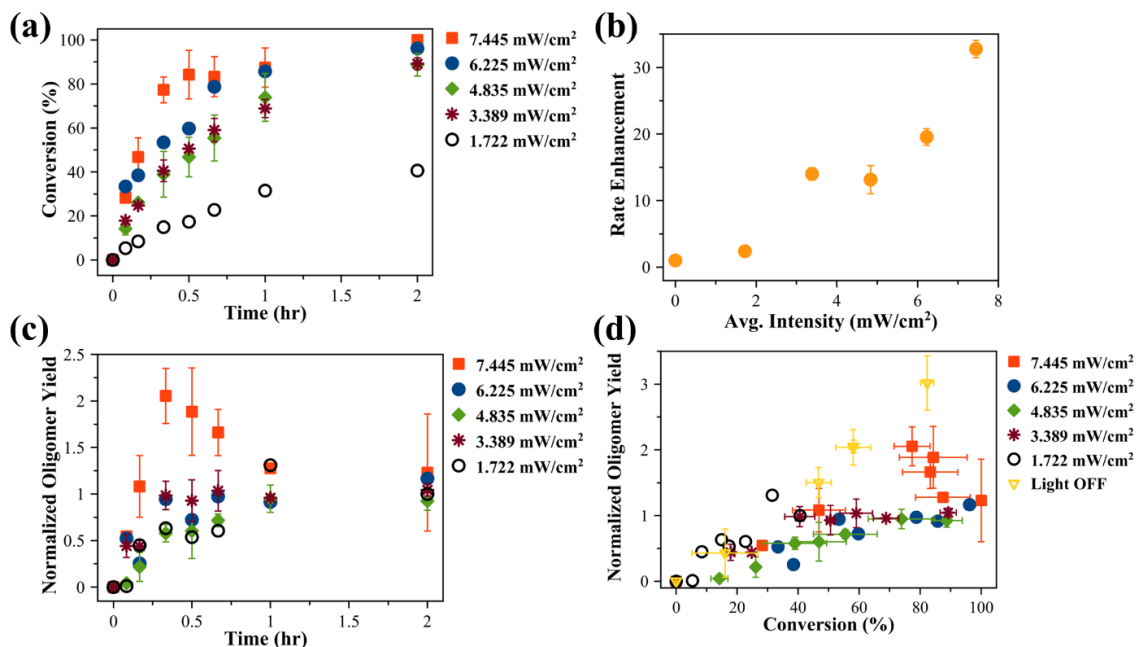 (a)
100
80
60
40
20
0
Conversion (%)
0
0.5
1
1.5
2
Time (hr)
7.445 mW/cm²
6.225 mW/cm²
4.835 mW/cm²
3.389 mW/cm²
1.722 mW/cm²
(b)
30
20
10
0
Rate Enhancement
0
2
4
6
8
Avg. Intensity (mW/cm²)
(c)
2.5
2
1.5
1
0.5
0
Normalized Oligomer Yield
0
0.5
1
1.5
2
Time (hr)
7.445 mW/cm²
6.225 mW/cm²
4.835 mW/cm²
3.389 mW/cm²
1.722 mW/cm²
(d)
3
2
1
0
Normalized Oligomer Yield
0
20
40
60
80
100
Conversion (%)
7.445 mW/cm²
6.225 mW/cm²
4.835 mW/cm²
3.389 mW/cm²
1.722 mW/cm²
Light OFF